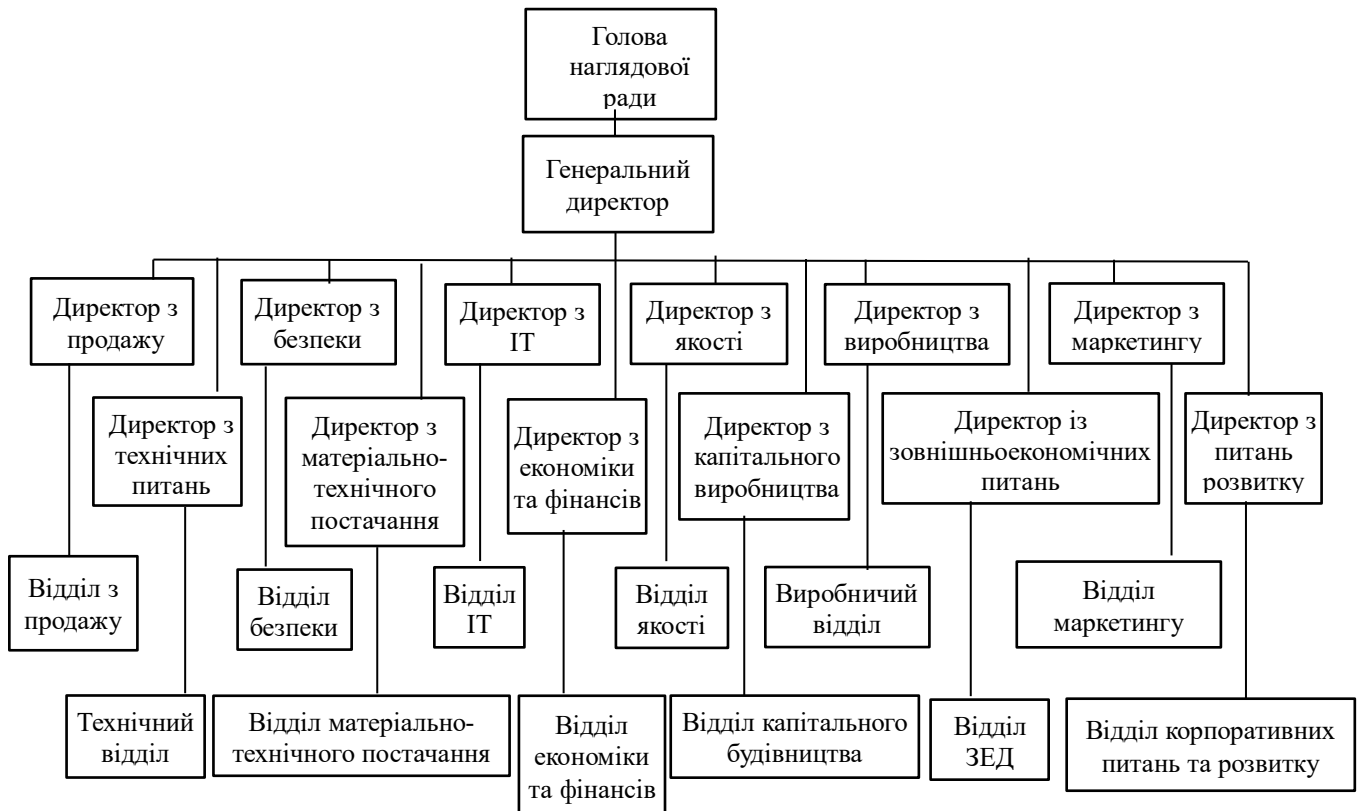 Голова
наглядової
ради
Генеральний
директор
Директор з
продажу
Директор з
безпеки
Директор з
ІТ
Директор з
якості
Директор з
виробництва
Директор з
маркетингу
Директор з
технічних
питань
Директор з
матеріально-
технічного
постачання
Директор з
економіки
та фінансів
Директор з
капітального
виробництва
Директор із
зовнішньоекономічних
питань
Директор з
питань
розвитку
Відділ з
продажу
Відділ
безпеки
Відділ
ІТ
Відділ
якості
Виробничий
відділ
Відділ
маркетингу
Технічний
відділ
Відділ матеріально-
технічного постачання
Відділ
економіки
та фінансів
Відділ капітального
будівництва
Відділ
ЗЕД
Відділ корпоративних
питань та розвитку